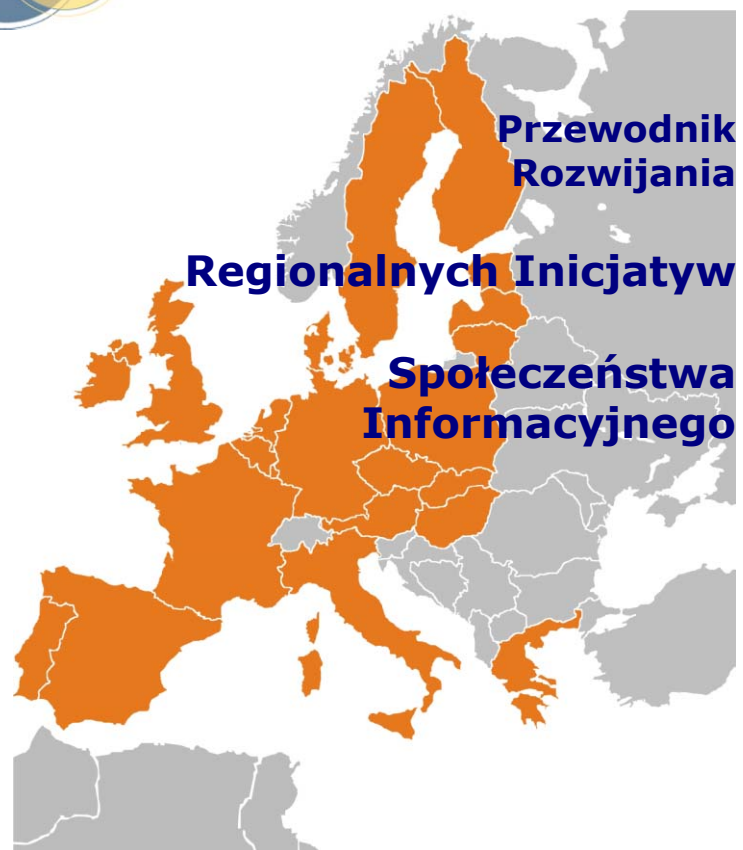 Przewodnik
Rozwijania
Regionalnych Inicjatyw
Społeczeństwa
Informacyjnego